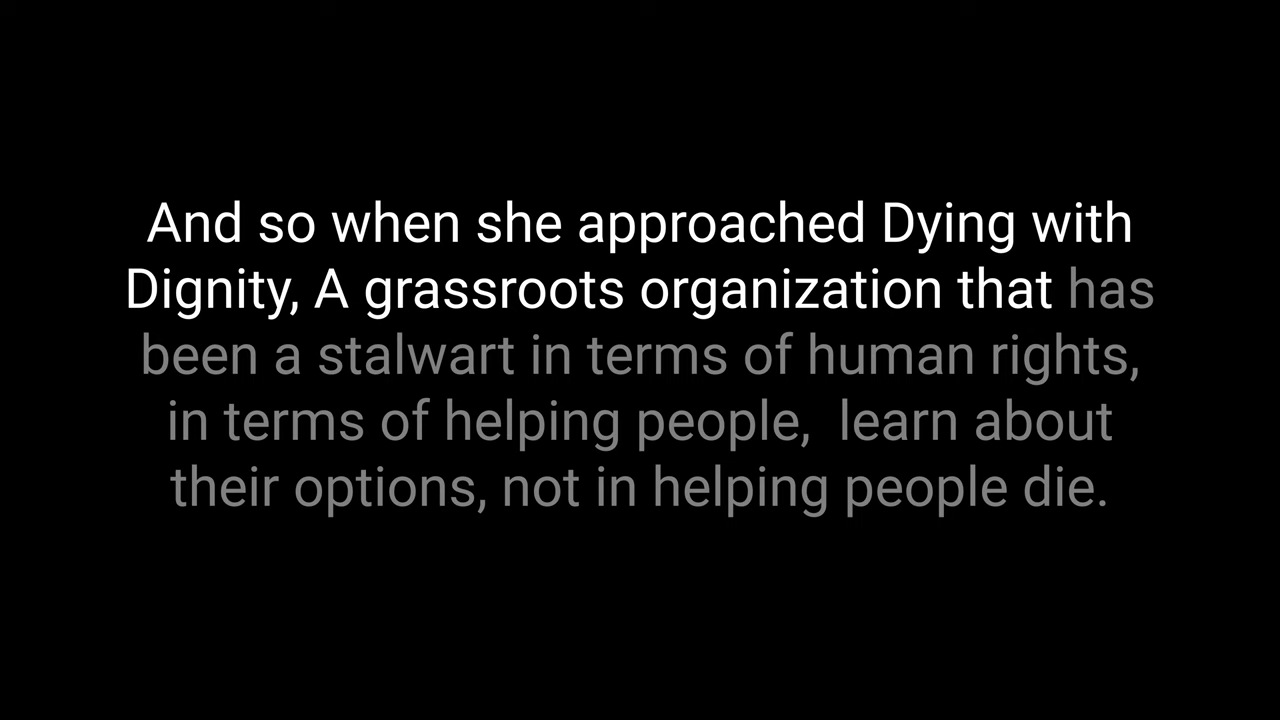 And so when she approached Dying with
Dignity, A grassroots organization that has
been a stalwart in terms of human rights,
in terms of helping people,  learn about
their options, not in helping people die.